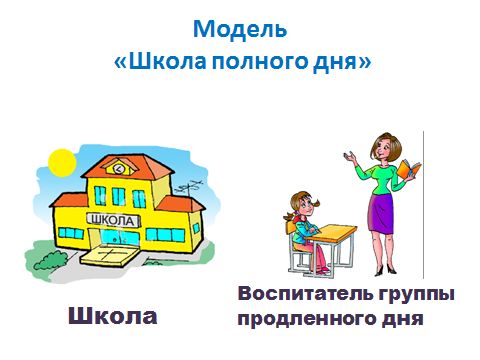 Модель
«Школа полного дня»
ШКОЛА
Школа
Воспитатель группы
продленного дня